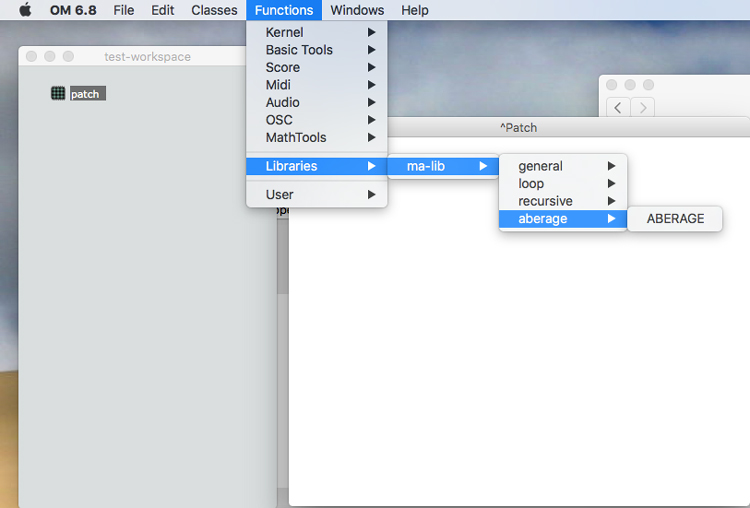 OM 6.8 File Edit Classes Functions Windows Help
test-workspace
patch
Kernel
Basic Tools
Score
Midi
Audio
OSC
MathTools
Libraries
User
ma-lib
general
loop
recursive
aberage
ABERAGE
^Patch